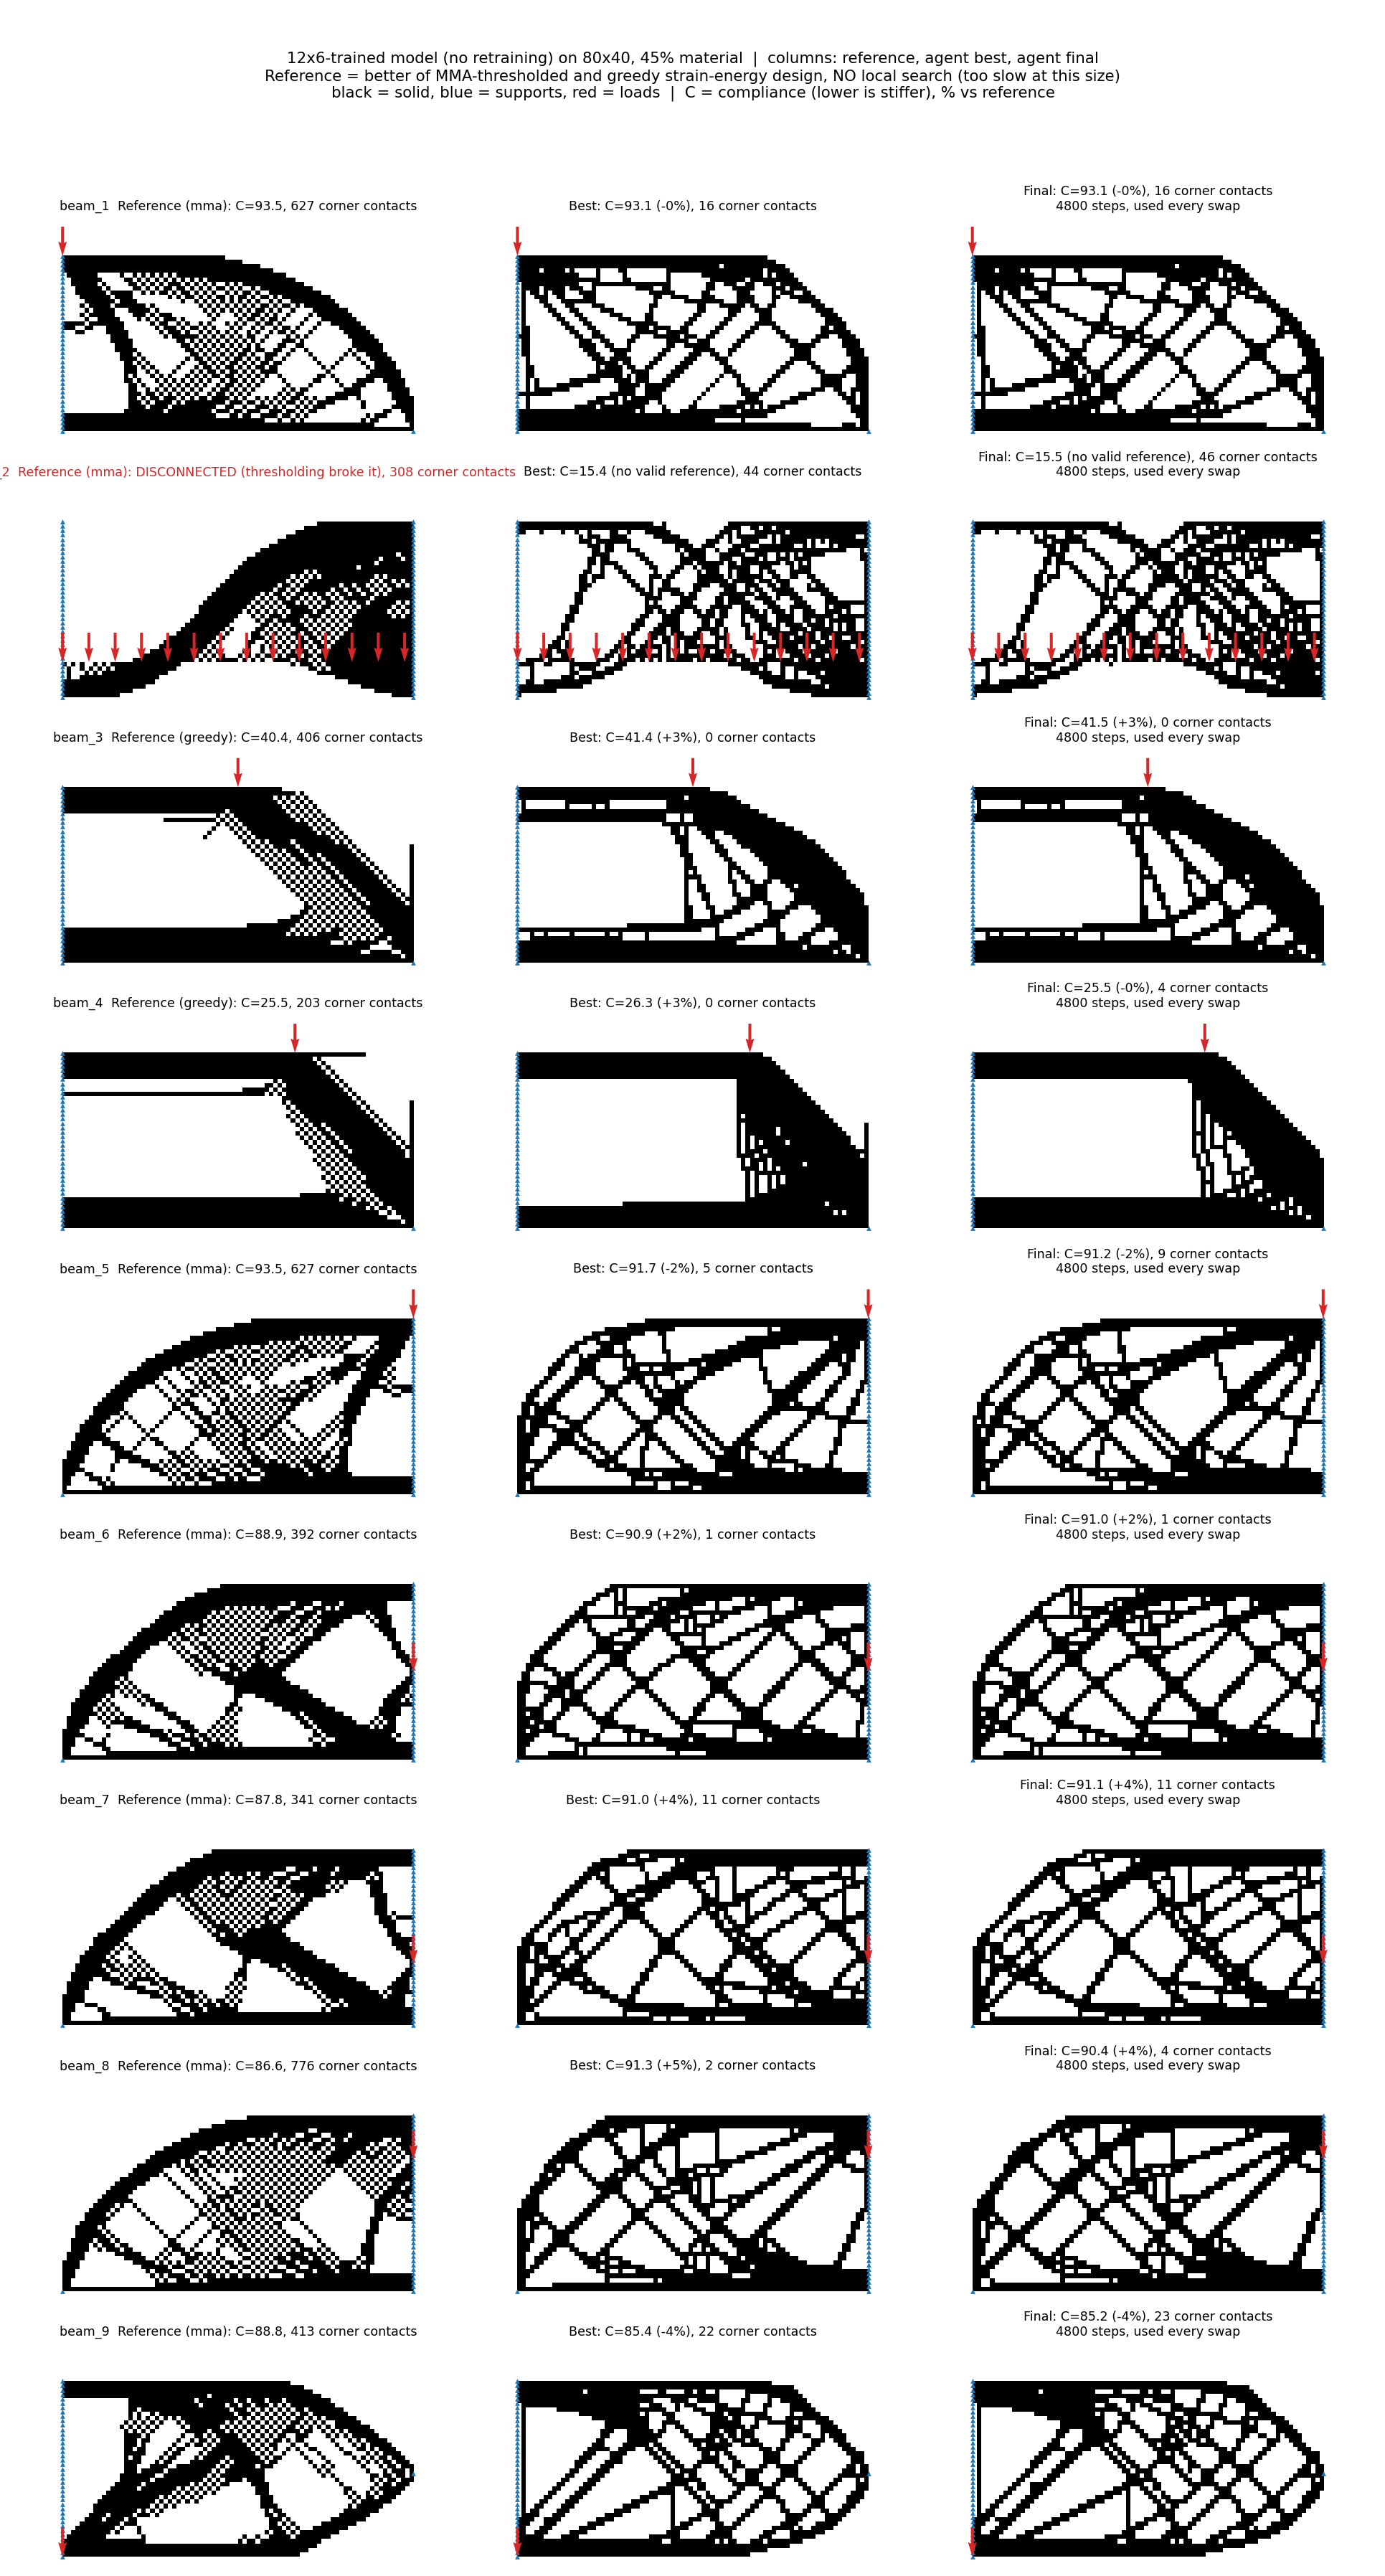 12x6-trained model (no retraining) on 80x40, 45% material | columns: reference, agent best, agent final
Reference = better of MMA-thresholded and greedy strain-energy design, NO local search (too slow at this size)
black = solid, blue = supports, red = loads | C = compliance (lower is stiffer), % vs reference
beam_1 Reference (mma): C=93.5, 627 corner contacts
Best: C=93.1 (-0%), 16 corner contacts
Final: C=93.1 (-0%), 16 corner contacts
4800 steps, used every swap
_2 Reference (mma): DISCONNECTED (thresholding broke it), 308 corner contacts
Best: C=15.4 (no valid reference), 44 corner contacts
Final: C=15.5 (no valid reference), 46 corner contacts
4800 steps, used every swap
beam_3 Reference (greedy): C=40.4, 406 corner contacts
Best: C=41.4 (+3%), 0 corner contacts
Final: C=41.5 (+3%), 0 corner contacts
4800 steps, used every swap
beam_4 Reference (greedy): C=25.5, 203 corner contacts
Best: C=26.3 (+3%), 0 corner contacts
Final: C=25.5 (-0%), 4 corner contacts
4800 steps, used every swap
beam_5 Reference (mma): C=93.5, 627 corner contacts
Best: C=91.7 (-2%), 5 corner contacts
Final: C=91.2 (-2%), 9 corner contacts
4800 steps, used every swap
beam_6 Reference (mma): C=88.9, 392 corner contacts
Best: C=90.9 (+2%), 1 corner contacts
Final: C=91.0 (+2%), 1 corner contacts
4800 steps, used every swap
beam_7 Reference (mma): C=87.8, 341 corner contacts
Best: C=91.0 (+4%), 11 corner contacts
Final: C=91.1 (+4%), 11 corner contacts
4800 steps, used every swap
beam_8 Reference (mma): C=86.6, 776 corner contacts
Best: C=91.3 (+5%), 2 corner contacts
Final: C=90.4 (+4%), 4 corner contacts
4800 steps, used every swap
beam_9 Reference (mma): C=88.8, 413 corner contacts
Best: C=85.4 (-4%), 22 corner contacts
Final: C=85.2 (-4%), 23 corner contacts
4800 steps, used every swap